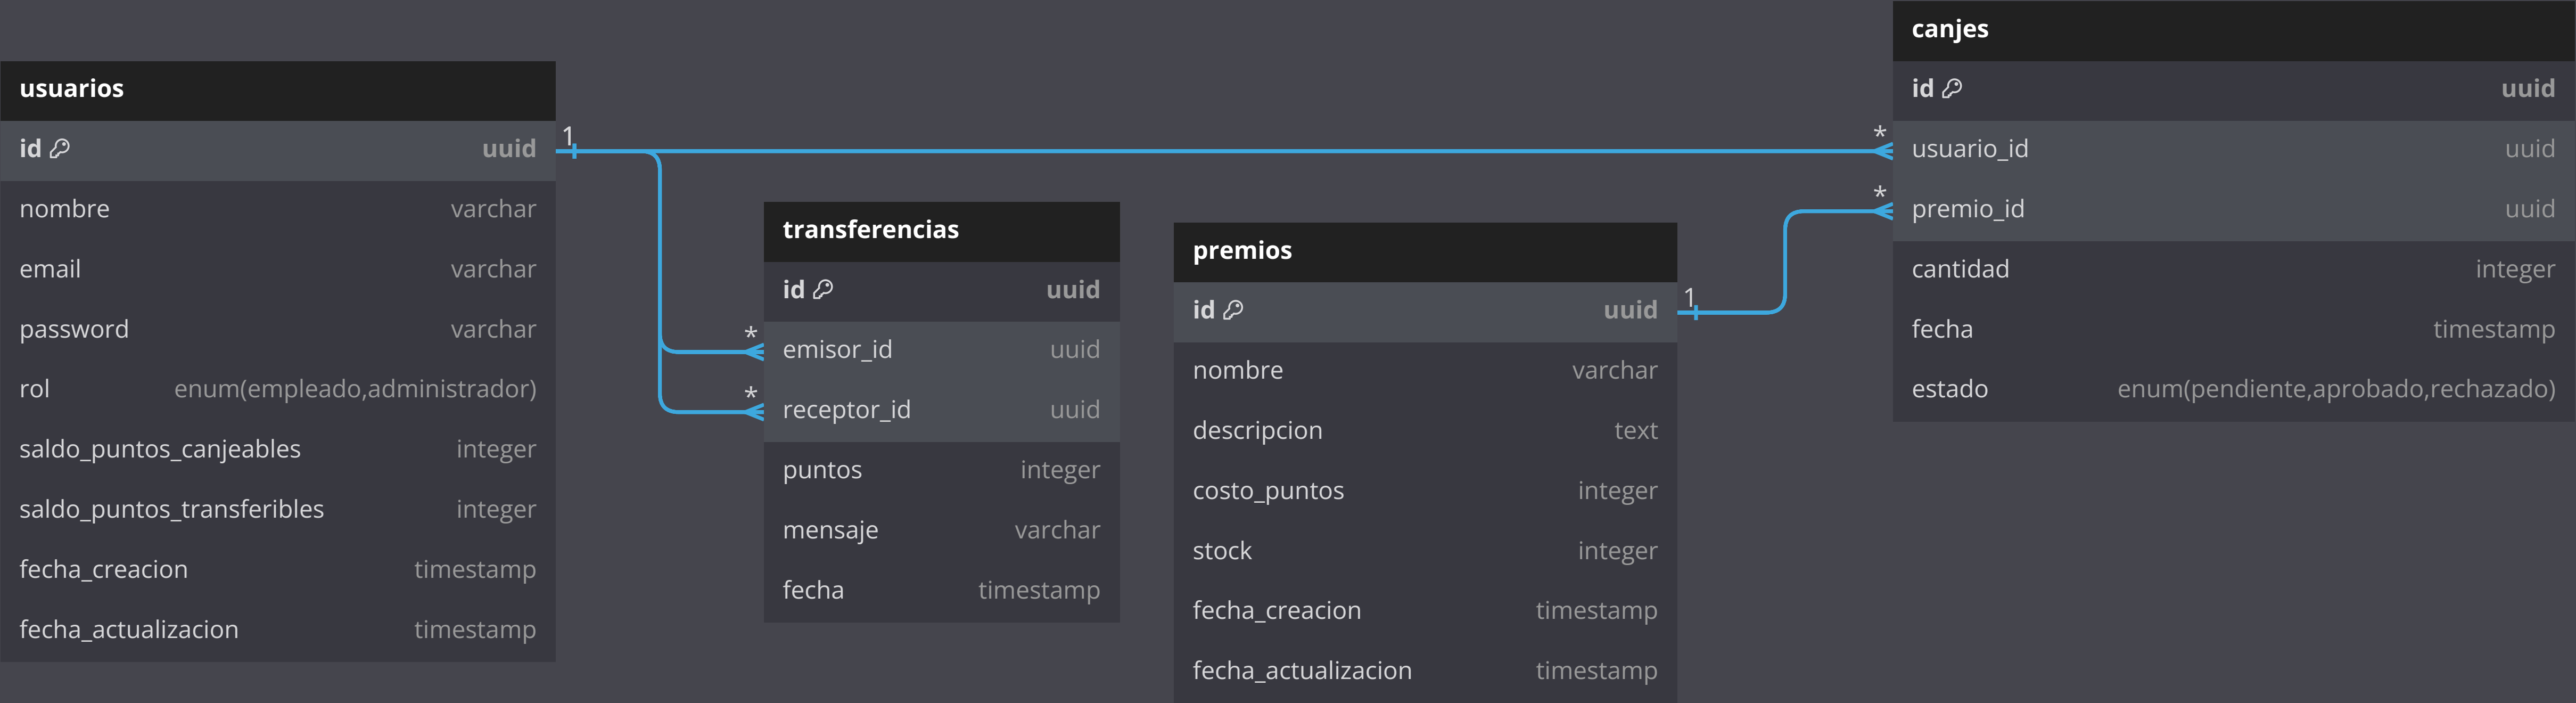 usuarios
id uuid
nombre varchar
email varchar
password varchar
rol enum(empleado,administrador)
saldo_puntos_canjeables integer
saldo_puntos_transferibles integer
fecha_creacion timestamp
fecha_actualizacion timestamp
1
*
*
transferencias
id uuid
emisor_id uuid
receptor_id uuid
puntos integer
mensaje varchar
fecha timestamp
premios
id uuid
nombre varchar
descripcion text
costo_puntos integer
stock integer
fecha_creacion timestamp
fecha_actualizacion timestamp
1
*
*
canjes
id uuid
usuario_id uuid
premio_id uuid
cantidad integer
fecha timestamp
estado enum(pendiente,aprobado,rechazado)